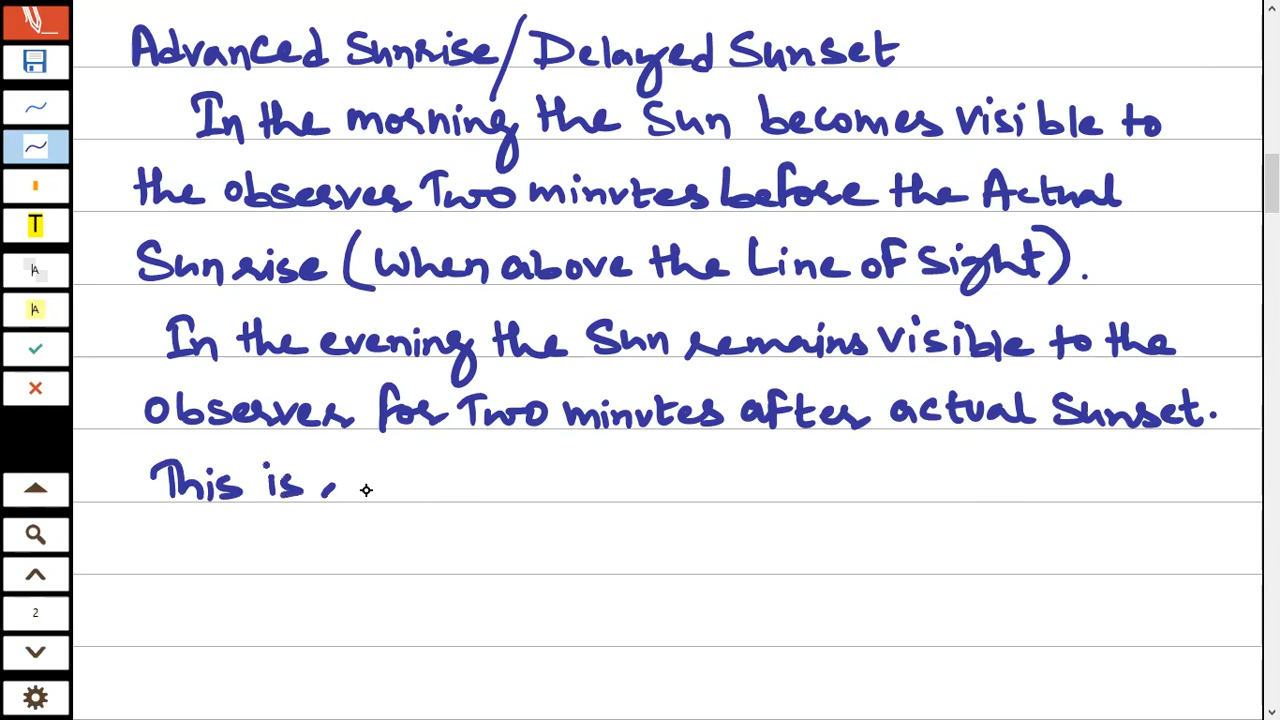 Advanced Sunrise/Delayed Sunset
In the morning the Sun becomes visible to
the observer Two minutes before the Actual
Sunrise (when above the Line of Sight).
In the evening the Sun remains visible to the
observer for Two minutes after actual Sunset.
This is
T
A
A
2